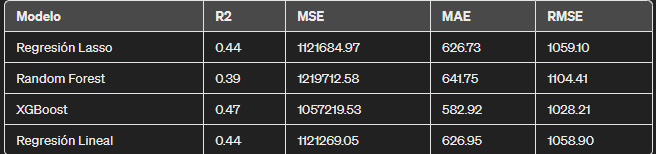 Modelo R2 MSE MAE RMSE
Regresión Lasso 0.44 1121684.97 626.73 1059.10
Random Forest 0.39 1219712.58 641.75 1104.41
XGBoost 0.47 1057219.53 582.92 1028.21
Regresión Lineal 0.44 1121269.05 626.95 1058.90